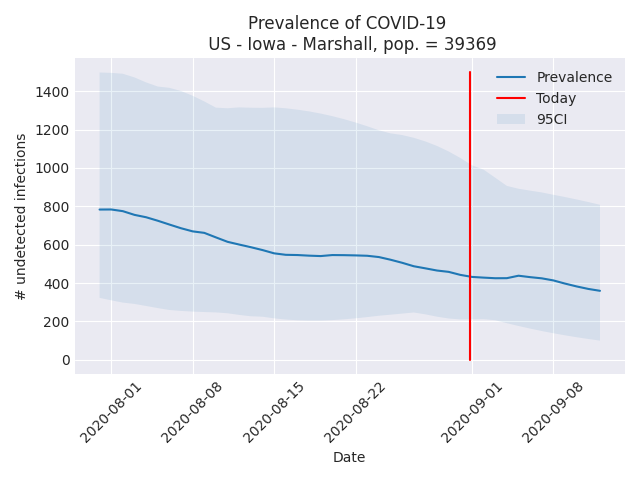 Prevalence of COVID-19
US - Iowa - Marshall, pop. = 39369
Prevalence
Today
95CI
# undetected infections
1400
1200
1000
800
600
400
200
0
2020-08-01
2020-08-08
2020-08-15
2020-08-22
2020-09-01
2020-09-08
Date